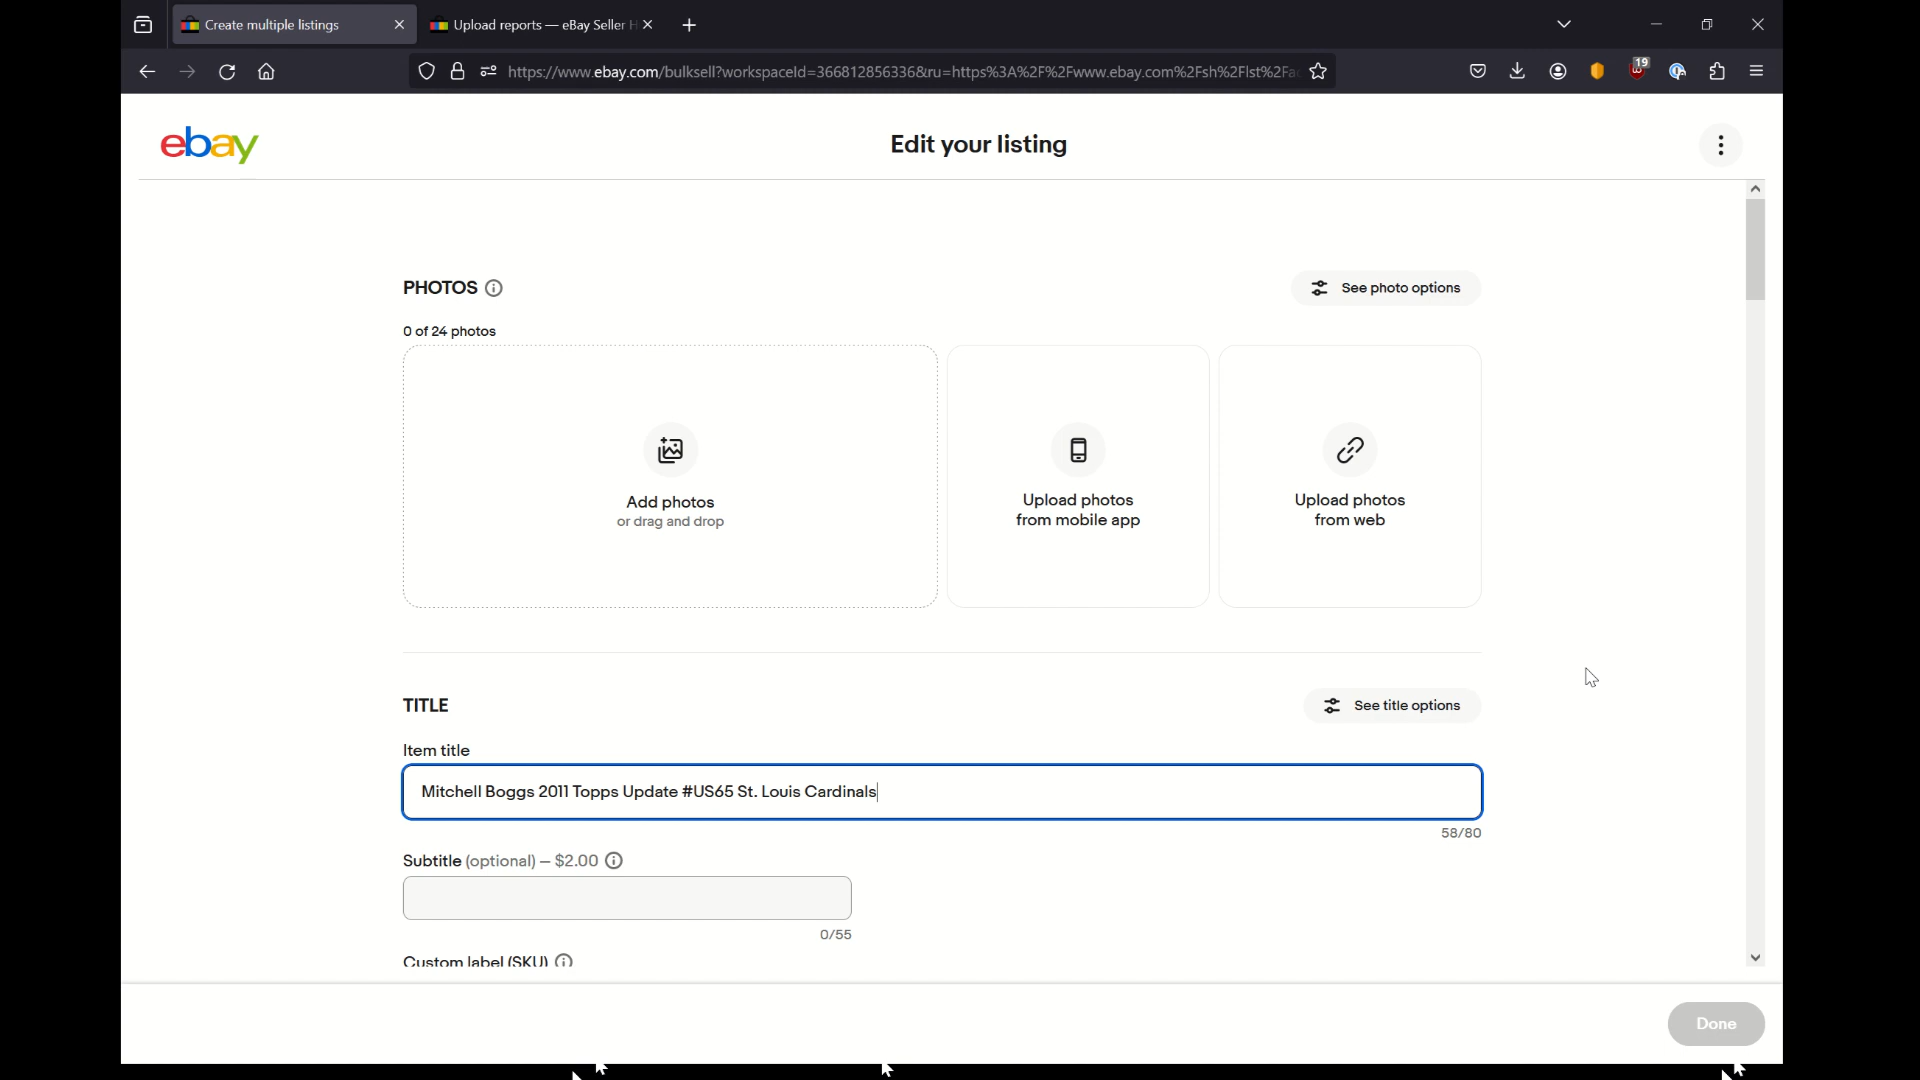 Create multiple listings
Upload reports — eBay Seller H
https://www.ebay.com/bulksell?workspaceId=366812856336&ru=https%3A%2F%2Fwww.ebay.com%2Fsh%2Flst%2Fac
19
ebay
Edit your listing
PHOTOS
See photo options
0 of 24 photos
Add photos
or drag and drop
Upload photos
from mobile app
Upload photos
from web
TITLE
See title options
Item title
Mitchell Boggs 2011 Topps Update #US65 St. Louis Cardinals
58/80
Subtitle (optional) – $2.00
0/55
Custom label (SKU)
Done